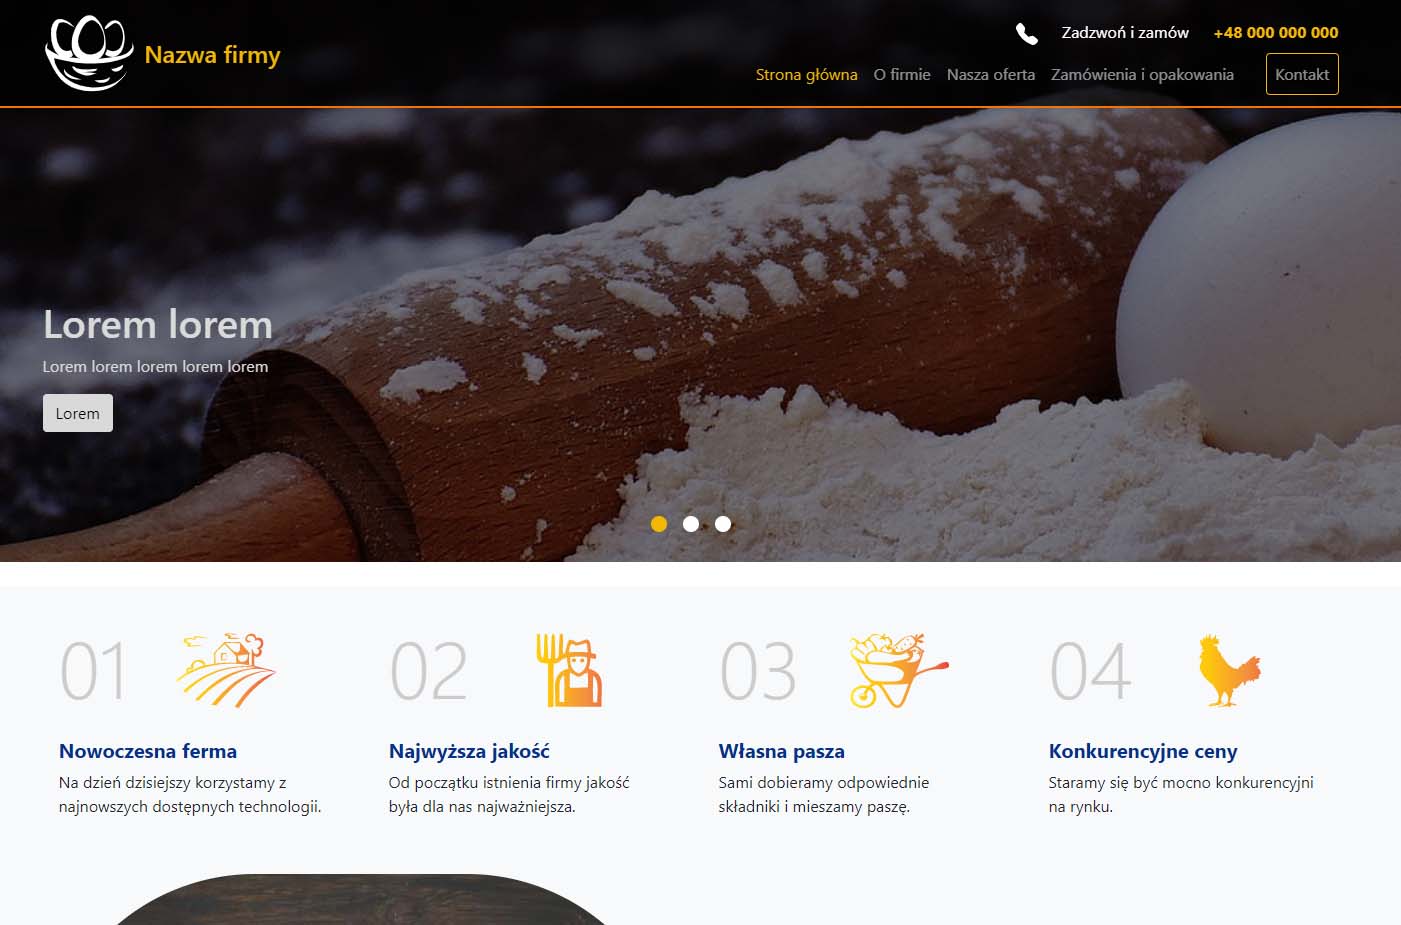 Nazwa firmy
Zadzwoń i zamów +48 000 000 000
Strona główna O firmie Nasza oferta Zamówienia i opakowania Kontakt
Lorem lorem
Lorem lorem lorem lorem lorem
Lorem
01
02
03
04
Nowoczesna ferma
Na dzień dzisiejszy korzystamy z
najnowszych dostępnych technologii.
Najwyższa jakość
Od początku istnienia firmy jakość
była dla nas najważniejsza.
Własna pasza
Sami dobieramy odpowiednie
składniki i mieszamy paszę.
Konkurencyjne ceny
Staramy się być mocno konkurencyjni
na rynku.